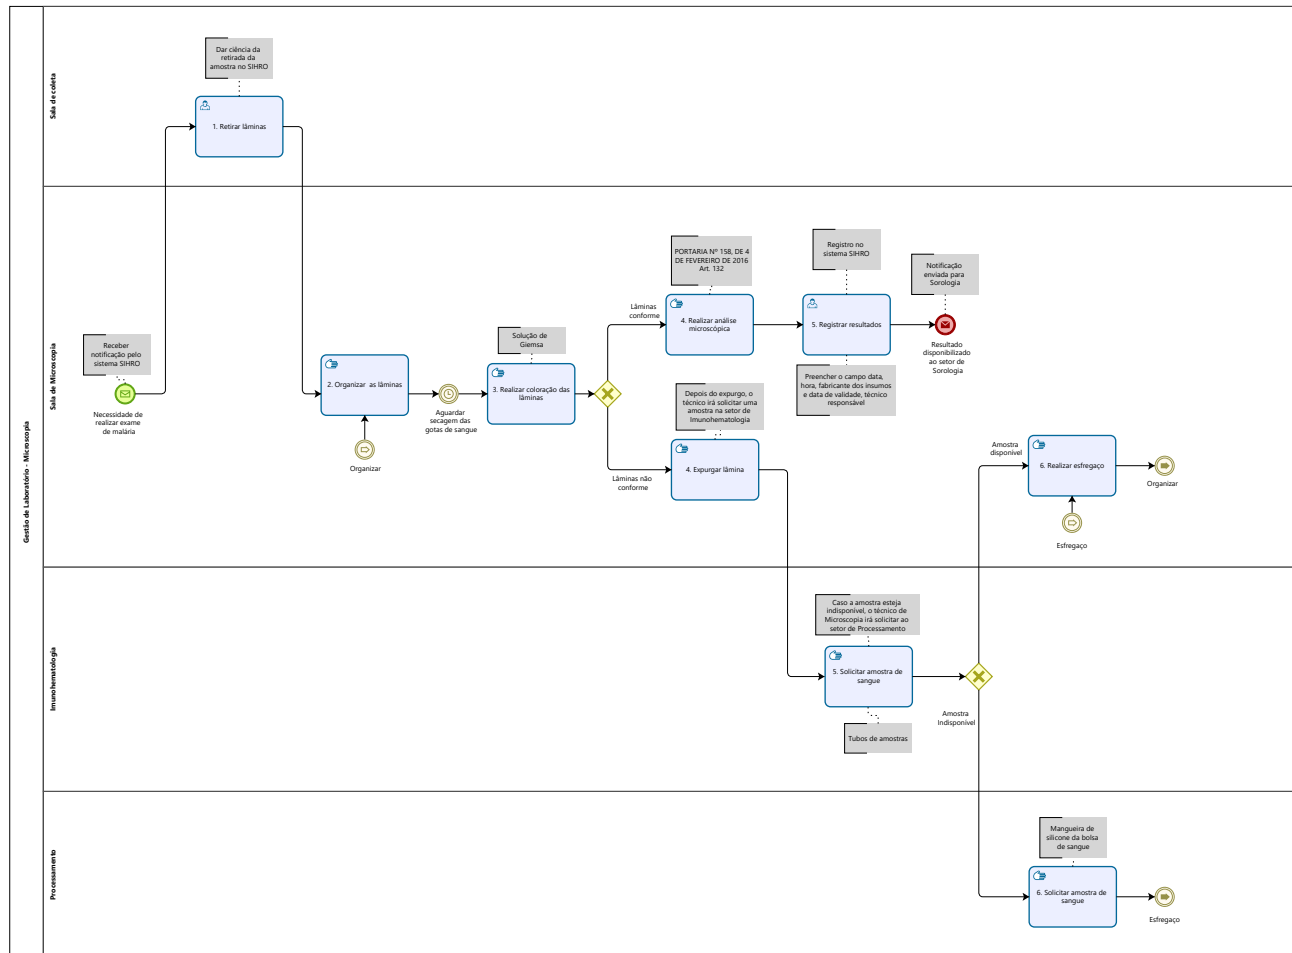 Gestão de Laboratório - Microscopia
Sala de coleta
Dar ciência da
retirada da
amostra no SIHRO
1. Retirar lâminas
Sala de Microscopia
Receber
notificação pelo
sistema SIHRO
Necessidade de
realizar exame
de malária
2. Organizar as lâminas
Organizar
Aguardar
secagem das
gotas de sangue
Solução de
Giemsa
3. Realizar coloração das
lâminas
Lâminas
conforme
PORTARIA Nº 158, DE 4
DE FEVEREIRO DE 2016
Art. 132
4. Realizar análise
microscópica
Registro no
sistema SIHRO
5. Registrar resultados
Preencher o campo data,
hora, fabricante dos insumos
e data de validade, técnico
responsável
Notificação
enviada para
Sorologia
Resultado
disponibilizado
ao setor de
Sorologia
Lâminas não
conforme
Depois do expurgo, o
técnico irá solicitar uma
amostra na setor de
Imunohematologia
4. Expurgar lâmina
Amostra
disponível
6. Realizar esfregaço
Organizar
Esfregaço
Imunohematologia
Caso a amostra esteja
indisponível, o técnico de
Microscopia irá solicitar ao
setor de Processamento
5. Solicitar amostra de
sangue
Tubos de amostras
Amostra
Indisponível
Processamento
Mangueira de
silicone da bolsa
de sangue
6. Solicitar amostra de
sangue
Esfregaço